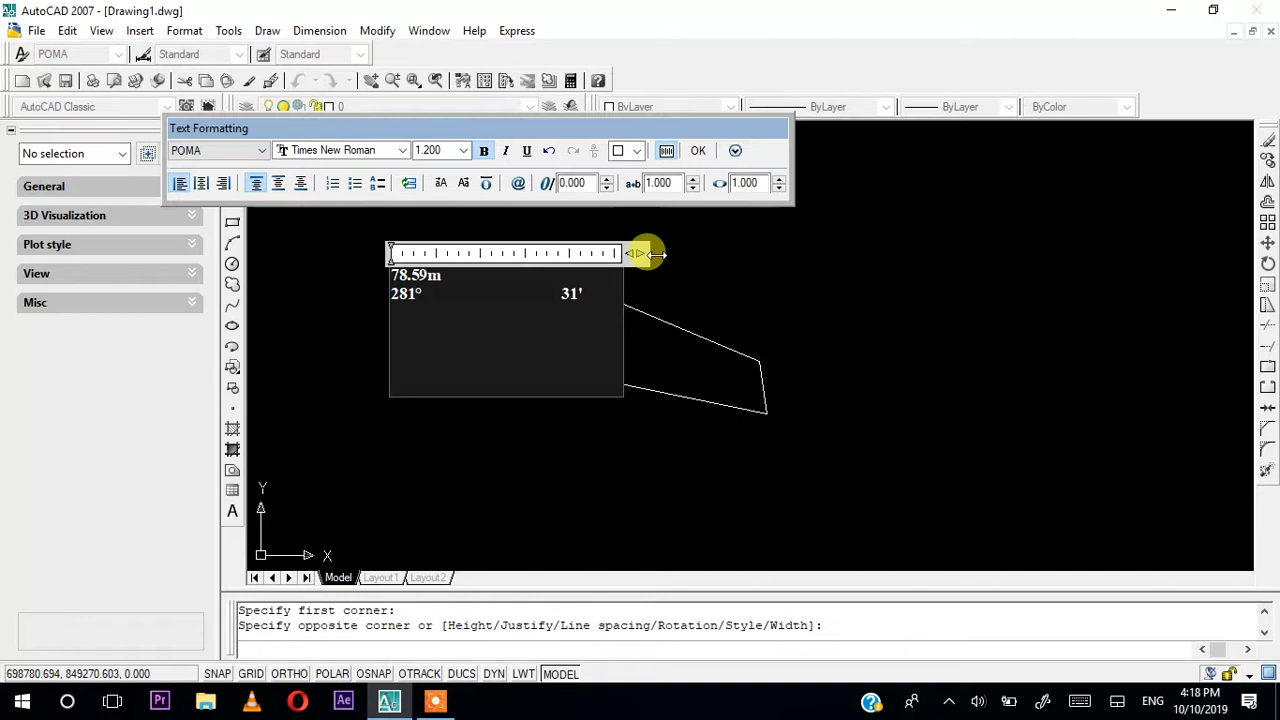 AutoCAD 2007 - [Drawing1.dwg]
File Edit View Insert Format Tools Draw Dimension Modify Window Help Express
POMA Standard Standard
AutoCAD Classic 0 ByLayer ByLayer ByLayer ByColor
Text Formatting
No selection POMA Times New Roman 1.200 B I U OK
General @ 0/ 0.000 a+b 1.000 1.000
3D Visualization
Plot style
View
Misc
78.59m
281° 31'
A
Y
X
Model Layout1 Layout2
Specify first corner:
Specify opposite corner or [Height/Justify/Line spacing/Rotation/Style/Width]:
698780.694, 849270.603, 0.000 SNAP GRID ORTHO POLAR OSNAP OTRACK DUCS DYN LWT MODEL
Pr Ae ENG 4:18 PM
10/10/2019